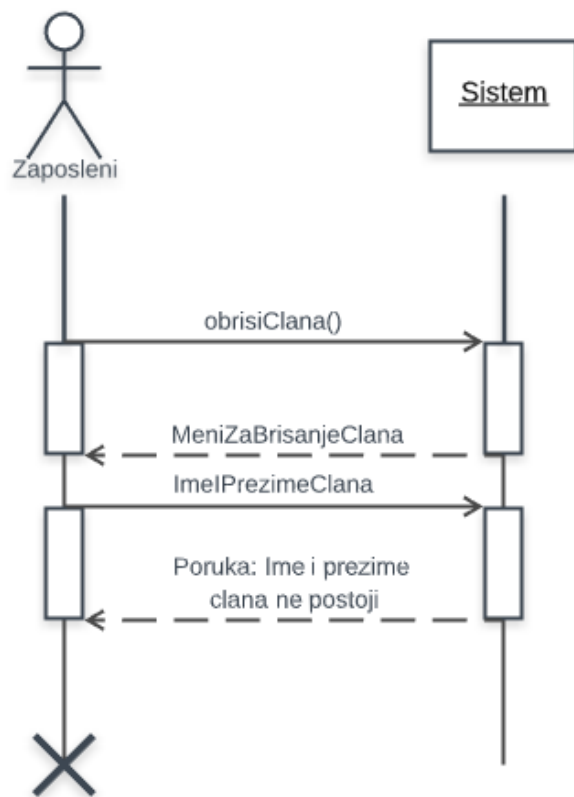 Zaposleni
Sistem
obrisiClana()
MeniZaBrisanjeClana
ImeIPrezimeClana
Poruka: Ime i prezime
clana ne postoji